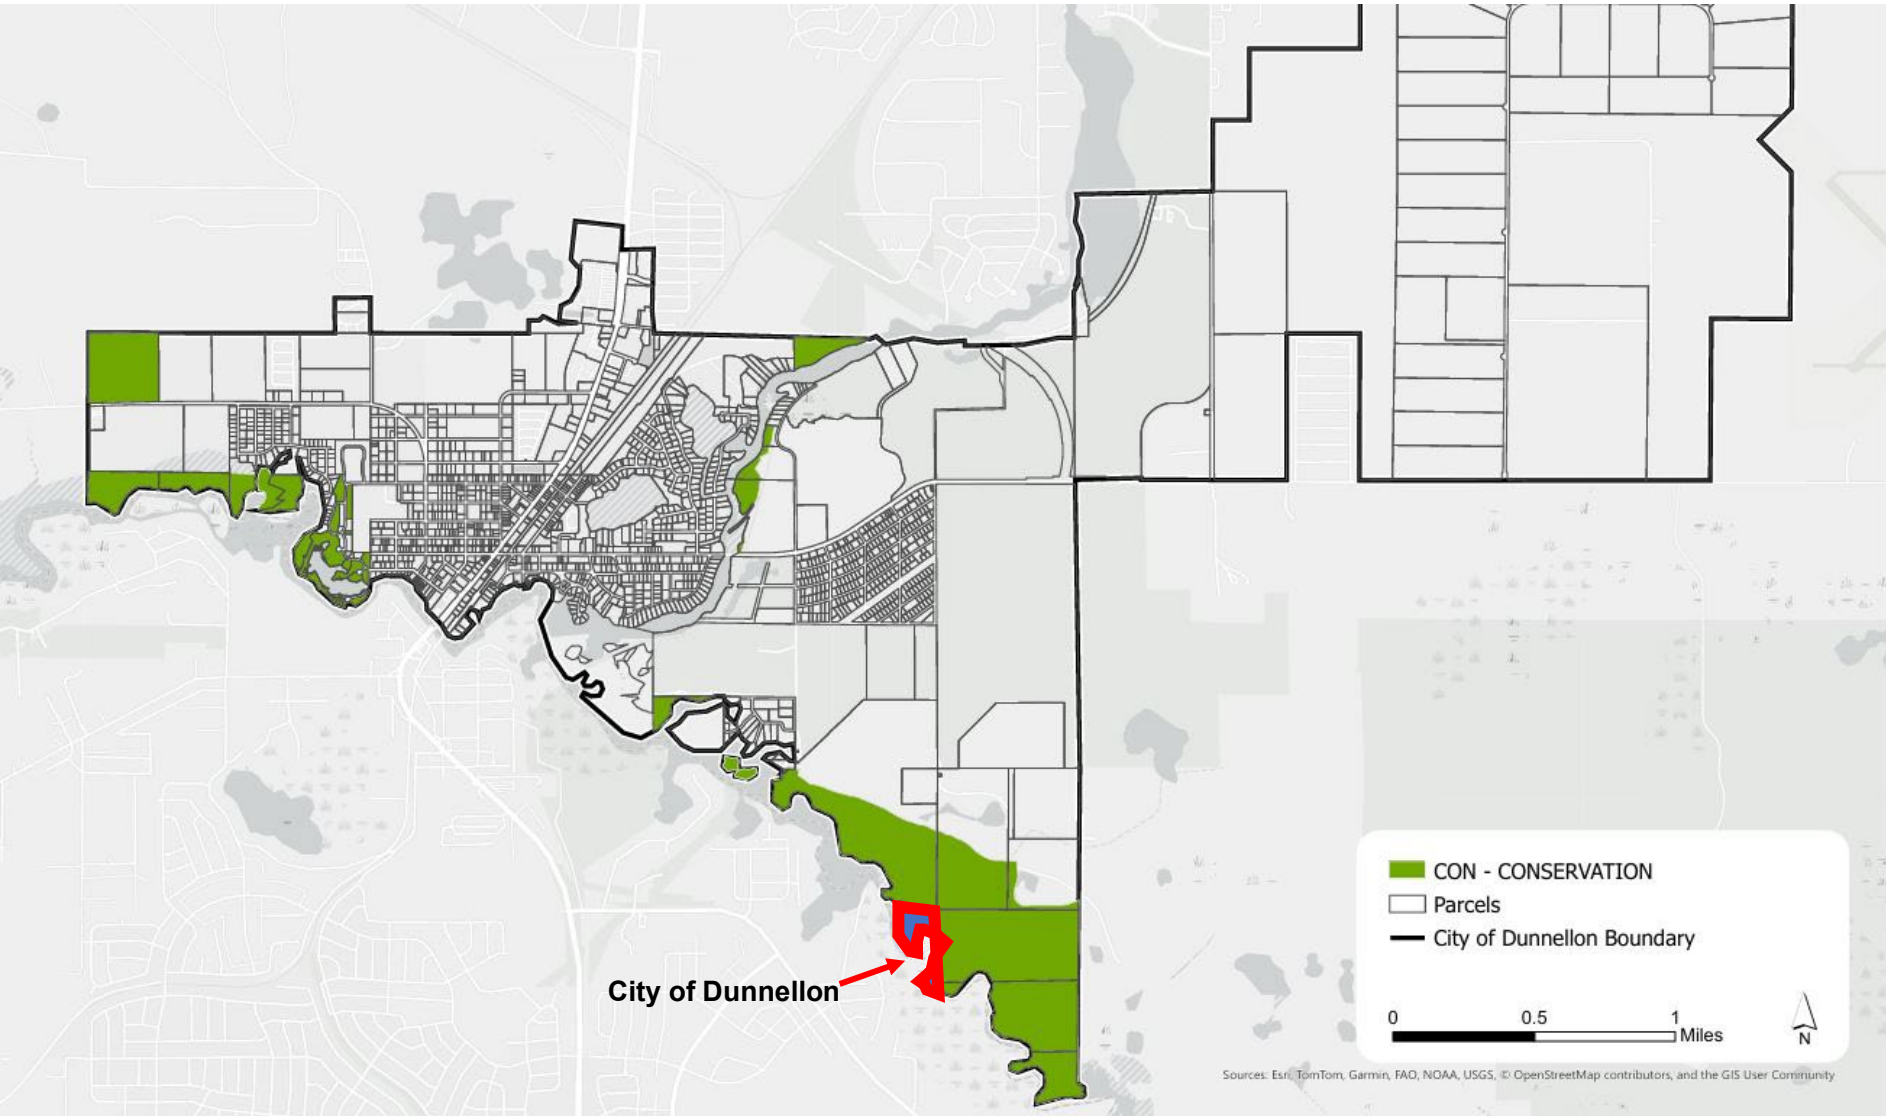 City of Dunnellon
CON - CONSERVATION
Parcels
City of Dunnellon Boundary
0 0.5 1
Miles
N
Sources: Esri, TomTom, Garmin, FAO, NOAA, USGS, © OpenStreetMap contributors, and the GIS User Community